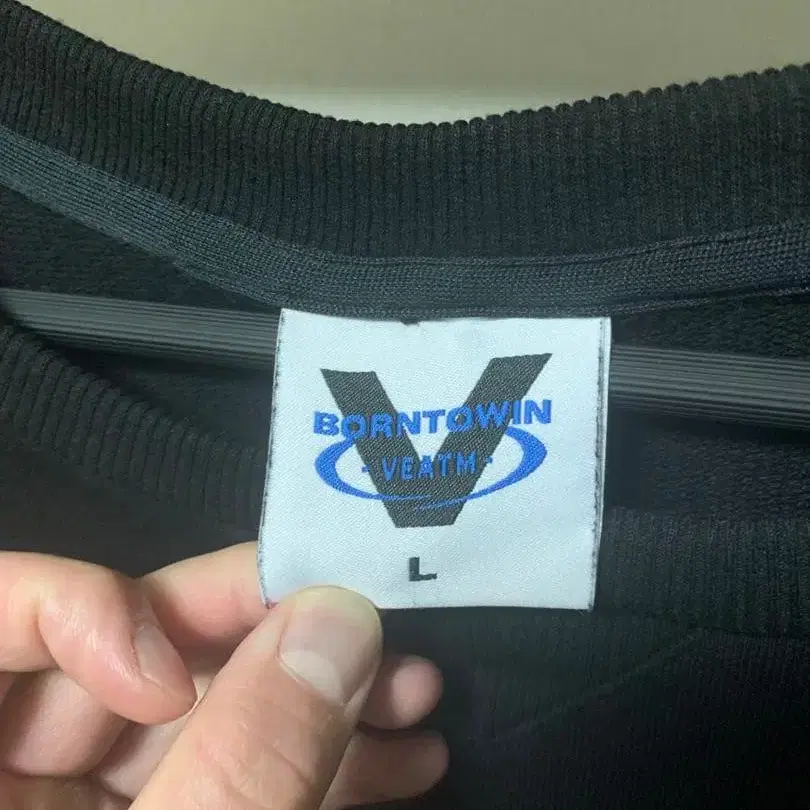 V
BORNTOWIN
- VEATM -
L